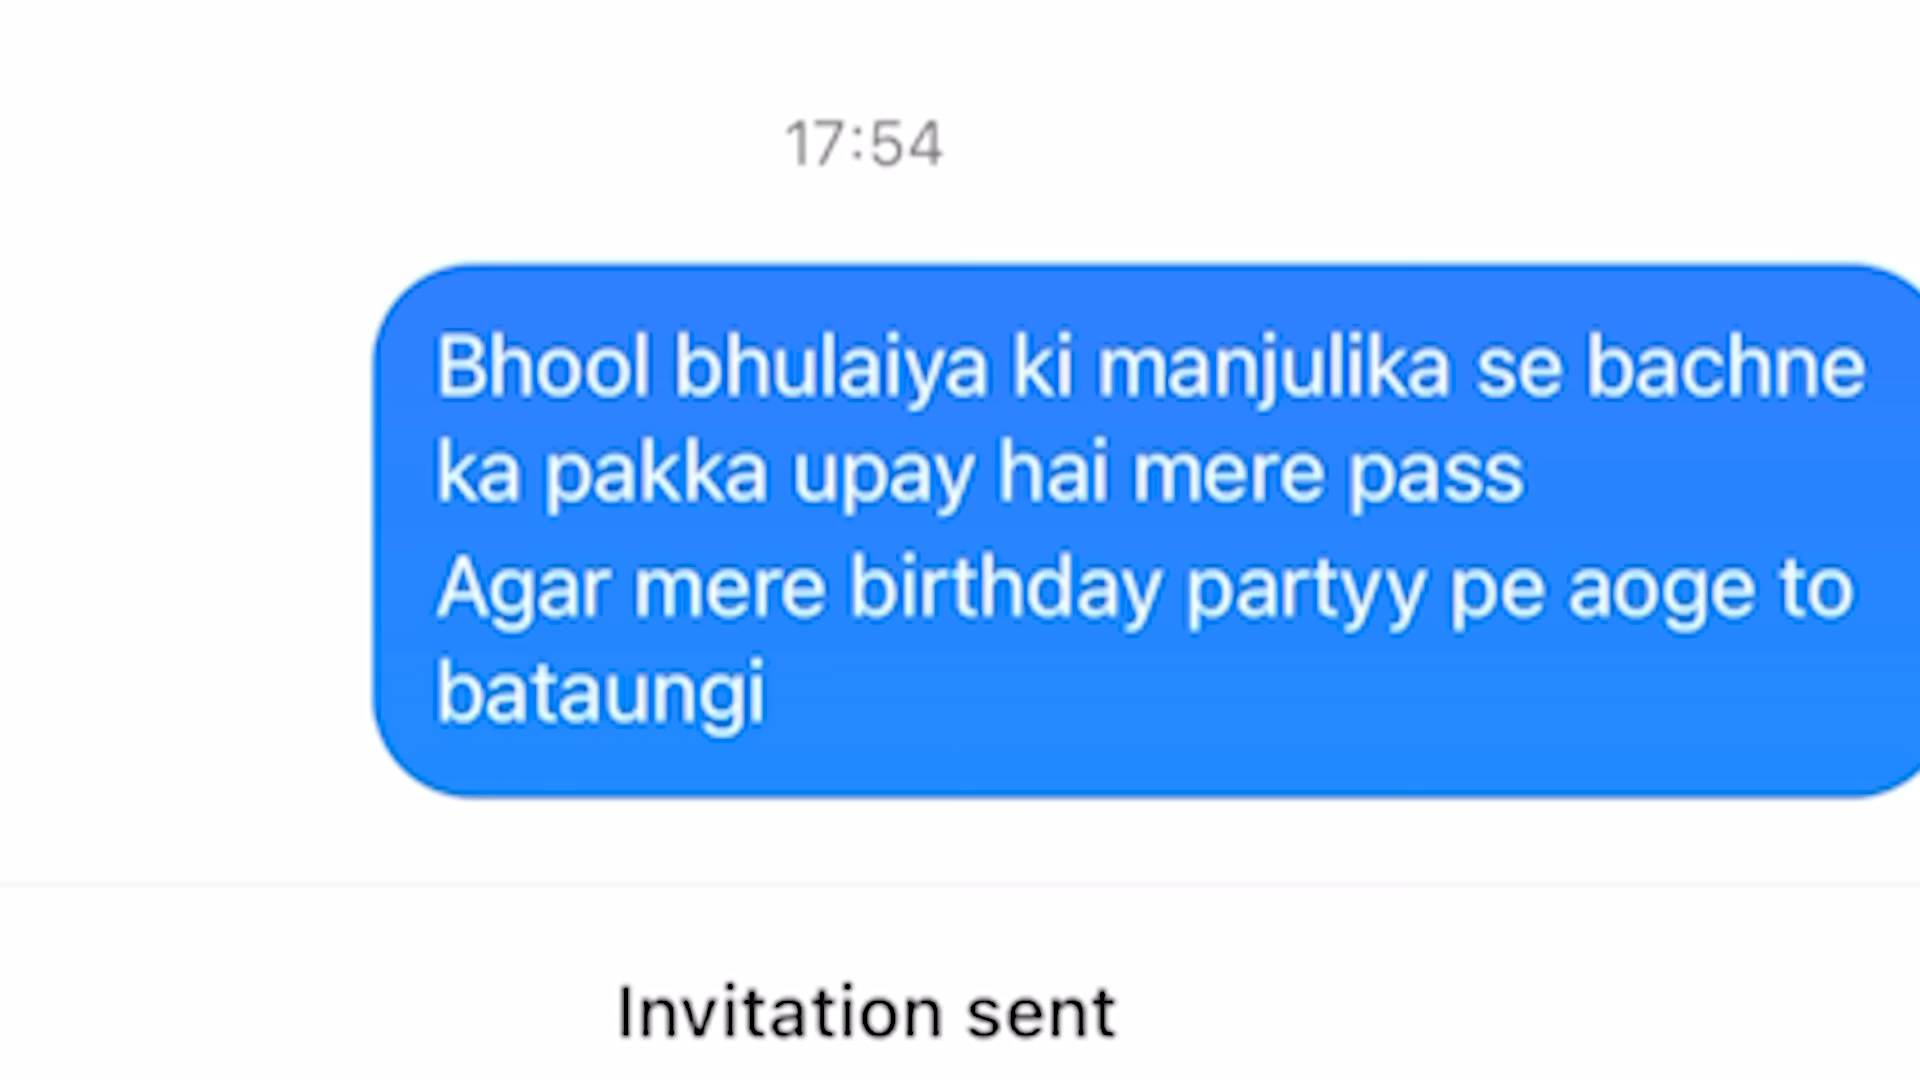 17:54
Bhool bhulaiya ki manjulika se bachne
ka pakka upay hai mere pass
Agar mere birthday partyy pe aoge to
bataungi
Invitation sent